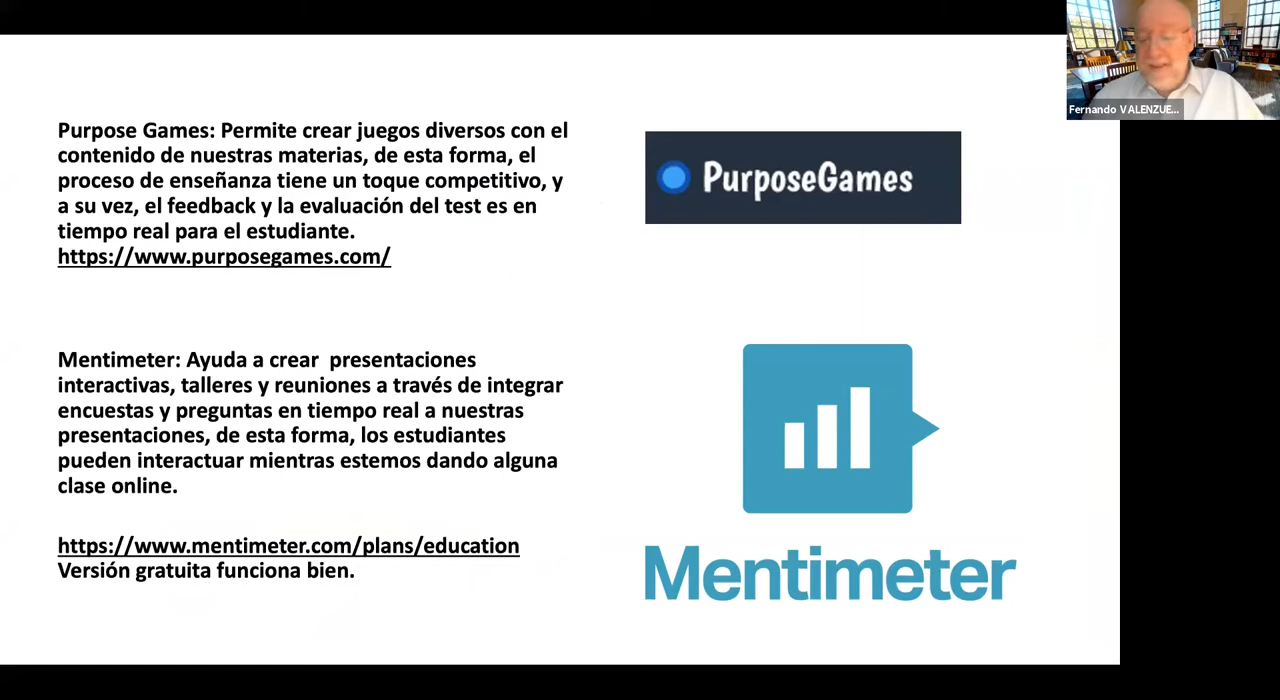 Fernando VALENZUE...
Purpose Games: Permite crear juegos diversos con el
contenido de nuestras materias, de esta forma, el
proceso de enseñanza tiene un toque competitivo, y
a su vez, el feedback y la evaluación del test es en
tiempo real para el estudiante.
https://www.purposegames.com/
PurposeGames
Mentimeter: Ayuda a crear  presentaciones
interactivas, talleres y reuniones a través de integrar
encuestas y preguntas en tiempo real a nuestras
presentaciones, de esta forma, los estudiantes
pueden interactuar mientras estemos dando alguna
clase online.
https://www.mentimeter.com/plans/education
Versión gratuita funciona bien.
Mentimeter